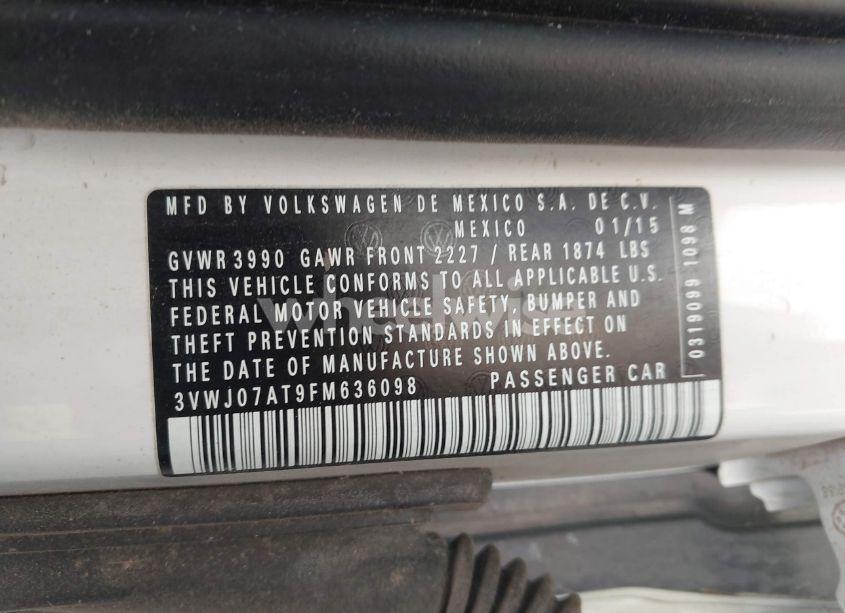 MFD BY VOLKSWAGEN DE MEXICO S.A. DE C.V.
MEXICO 01/15
GVWR 3990 GAWR FRONT 2227 / REAR 1874 LBS
THIS VEHICLE CONFORMS TO ALL APPLICABLE U.S.
FEDERAL MOTOR VEHICLE SAFETY, BUMPER AND
THEFT PREVENTION STANDARDS IN EFFECT ON
THE DATE OF MANUFACTURE SHOWN ABOVE.
3VWJ07AT9FM636098 PASSENGER CAR
0319099 1098 M